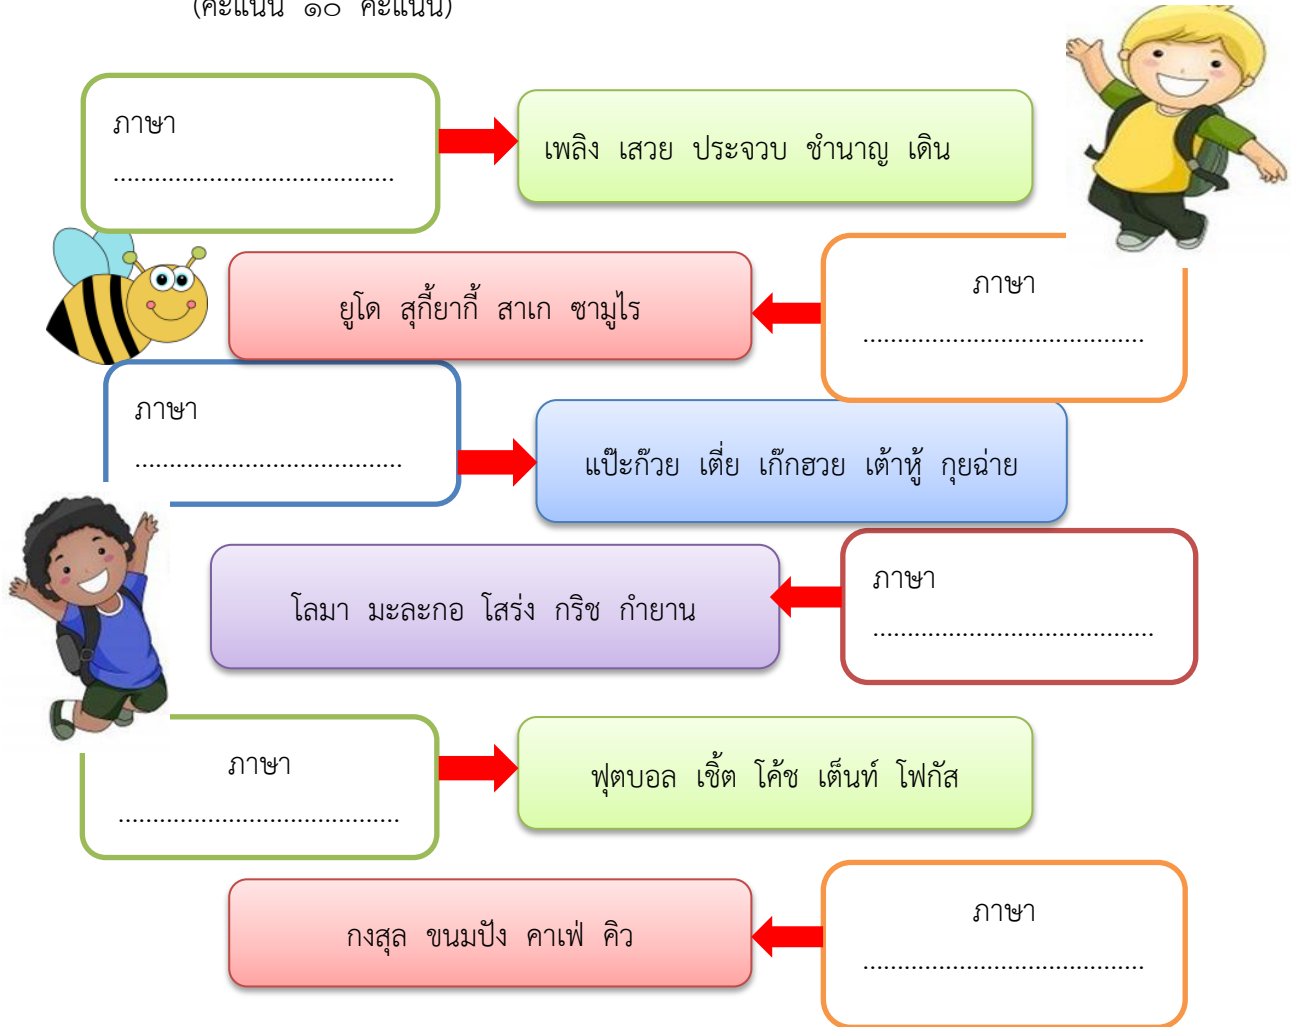 (คะแนน ๑๐ คะแนน)
ภาษา
.........................................
เพลิง เสวย ประจวบ ชำนาญ เดิน
ยูโด สุกี้ยากี้ สาเก ซามูไร
ภาษา
.........................................
ภาษา
.......................................
แป๊ะก๊วย เตี่ย เก๊กฮวย เต้าหู้ กุยฉ่าย
โลมา มะละกอ โสร่ง กริช กำยาน
ภาษา
.........................................
ภาษา
.........................................
ฟุตบอล เชิ้ต โค้ช เต็นท์ โฟกัส
กงสุล ขนมปัง คาเฟ่ คิว
ภาษา
.........................................